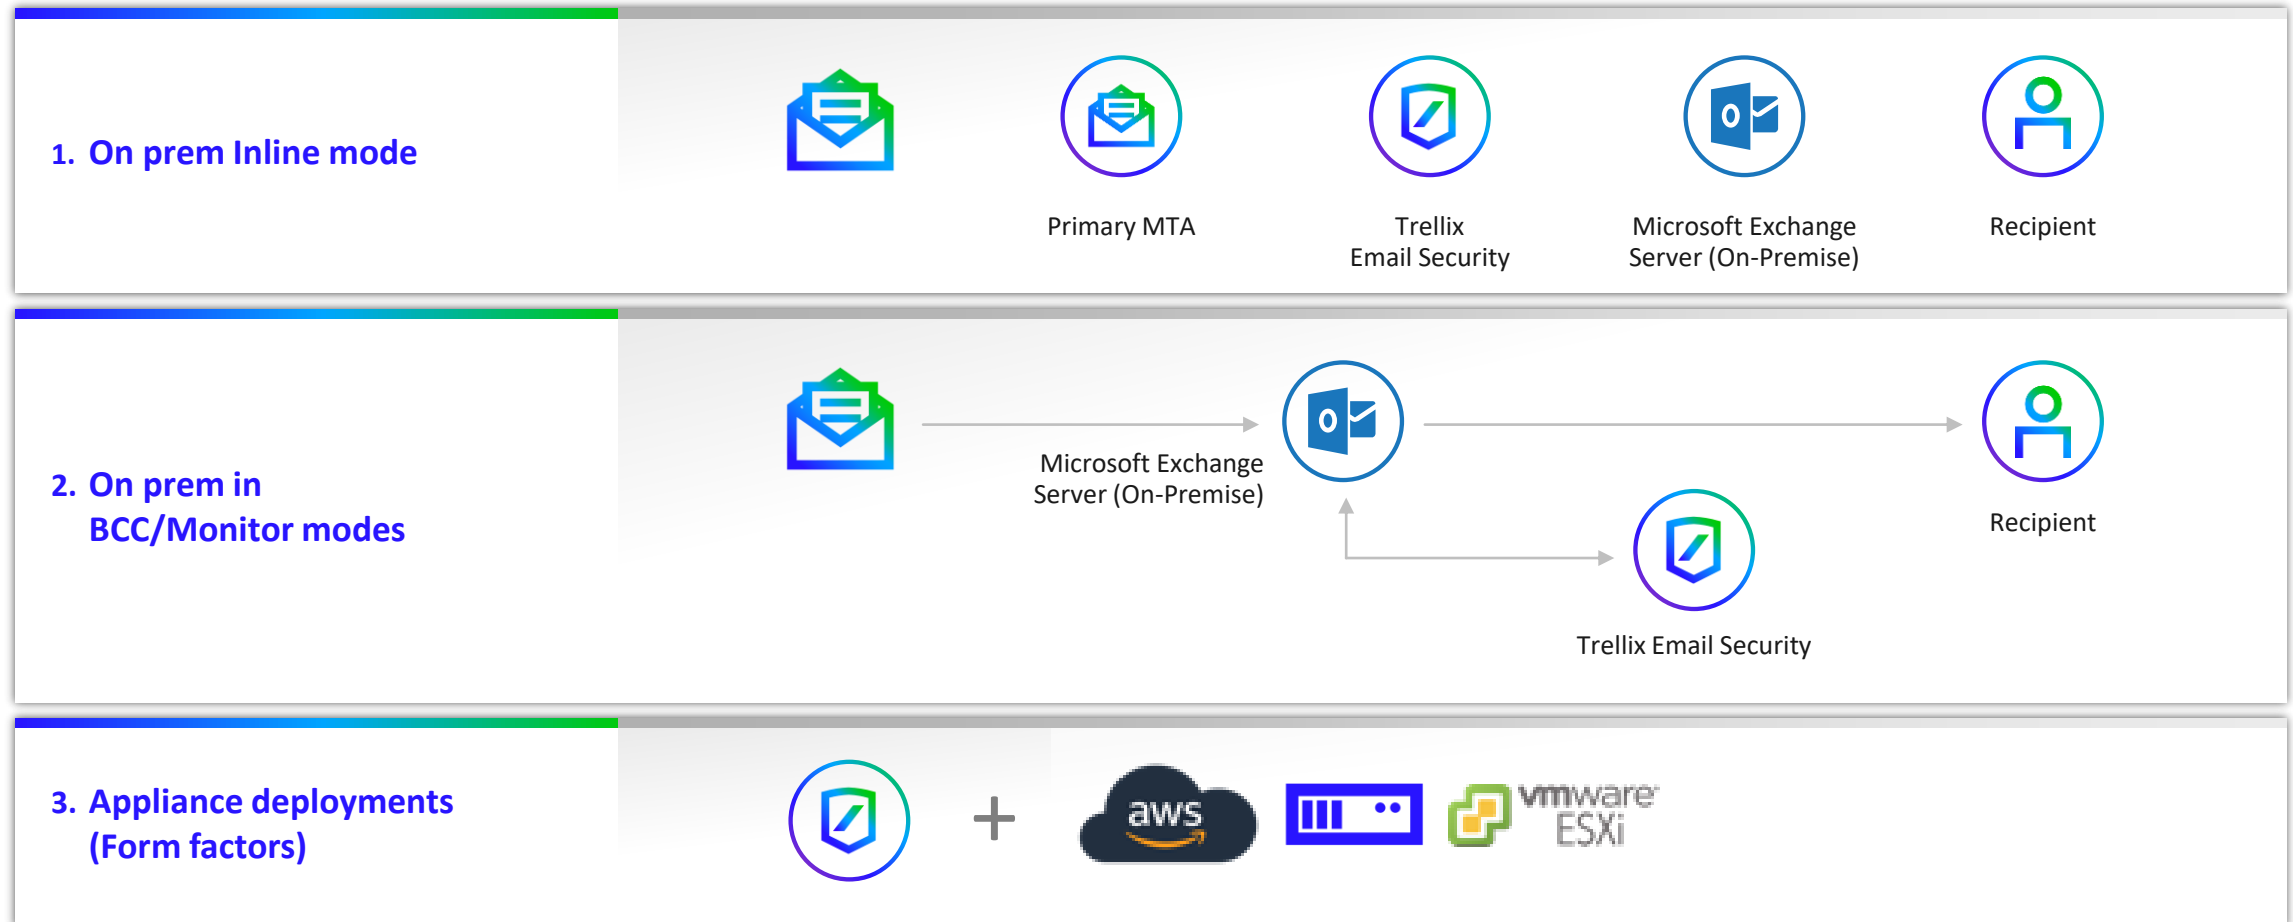 1. On prem Inline mode
Primary MTA
Trellix
Email Security
Microsoft Exchange
Server (On-Premise)
Recipient
2. On prem in
BCC/Monitor modes
Microsoft Exchange
Server (On-Premise)
Trellix Email Security
Recipient
3. Appliance deployments
(Form factors)
+
aws
vmware
ESXi